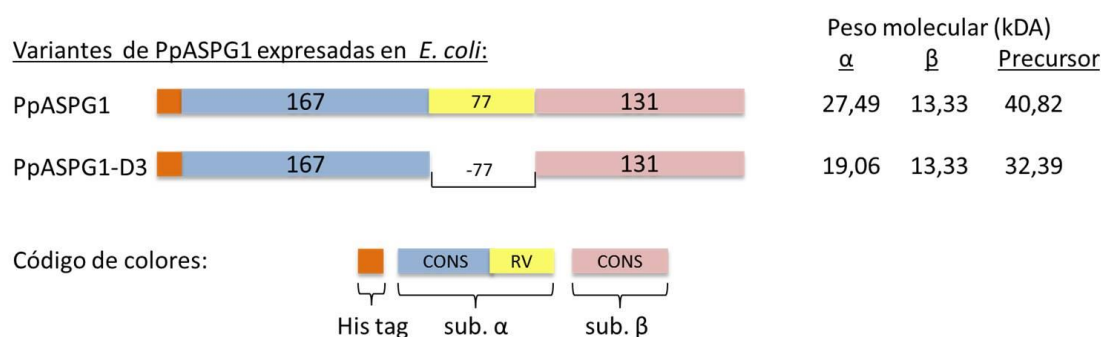 Peso molecular (kDA)
Variantes de PpASPG1 expresadas en E. coli:
α β Precursor
PpASPG1 167 77 131 27,49 13,33 40,82
PpASPG1-D3 167 -77 131 19,06 13,33 32,39
Código de colores: CONS RV CONS
His tag sub. α sub. β